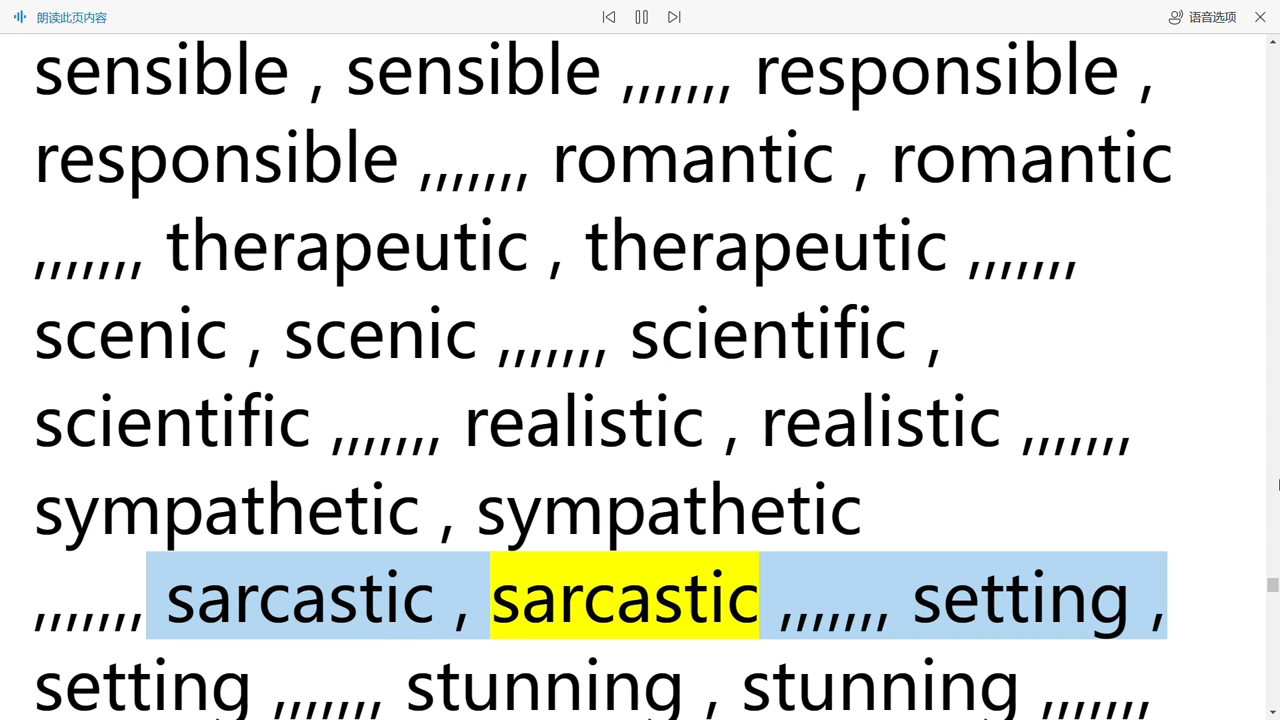 朗读此页内容
语音选项
sensible , sensible ,,,,,,, responsible ,
responsible ,,,,,,, romantic , romantic
,,,,,,, therapeutic , therapeutic ,,,,,,,
scenic , scenic ,,,,,,, scientific ,
scientific ,,,,,,, realistic , realistic ,,,,,,,
sympathetic , sympathetic
,,,,,,, sarcastic , sarcastic ,,,,,,, setting ,
setting ,,,,,,, stunning , stunning ,,,,,,,